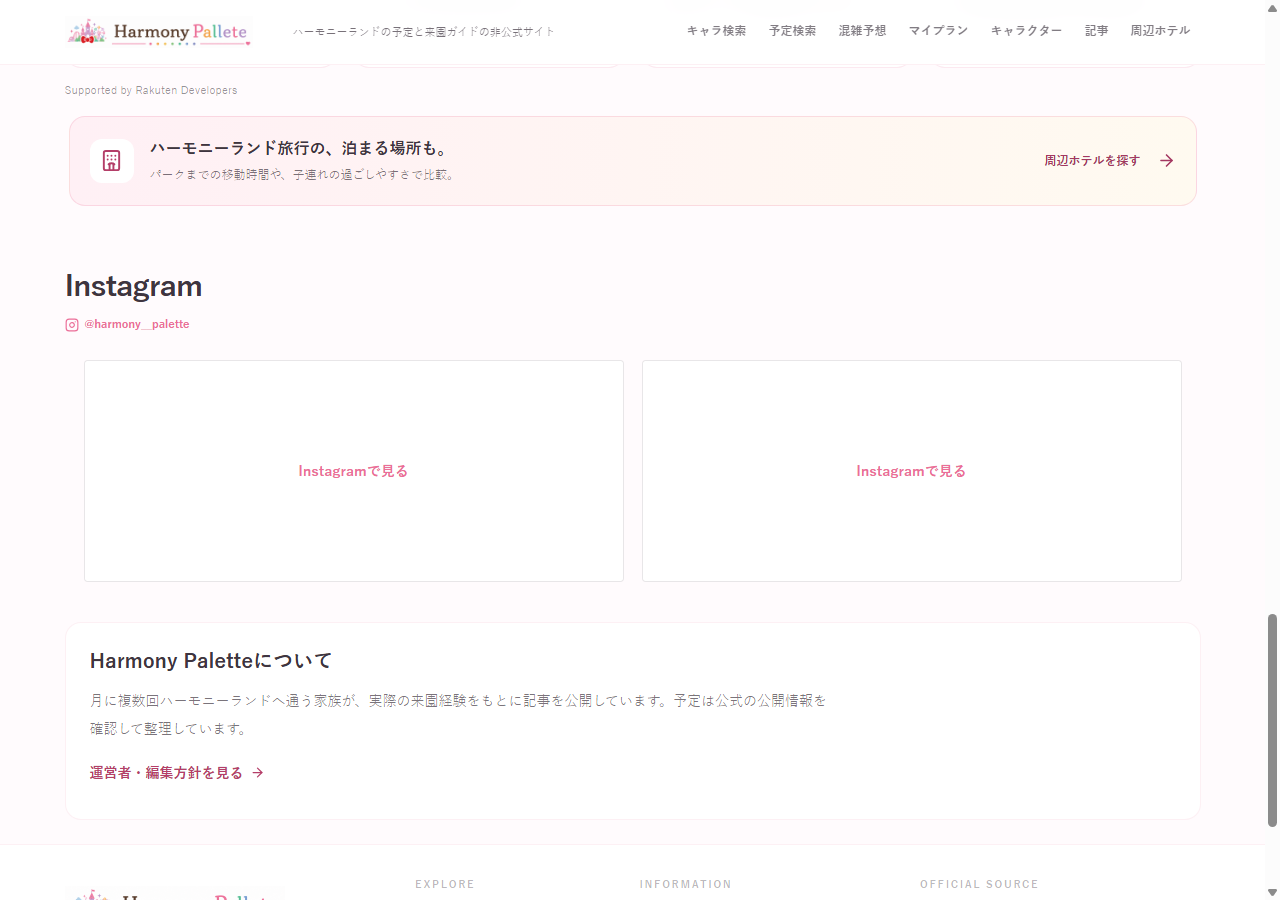 Harmony Pallete
ハーモニーランドの予定と来園ガイドの非公式サイト
キャラ検索
予定検索
混雑予想
マイプラン
キャラクター
記事
周辺ホテル
Supported by Rakuten Developers
ハーモニーランド旅行の、泊まる場所も。
パークまでの移動時間や、子連れの過ごしやすさで比較。
周辺ホテルを探す
Instagram
@harmony__palette
Instagramで見る
Instagramで見る
Harmony Paletteについて
月に複数回ハーモニーランドへ通う家族が、実際の来園経験をもとに記事を公開しています。予定は公式の公開情報を
確認して整理しています。
運営者・編集方針を見る
EXPLORE
INFORMATION
OFFICIAL SOURCE